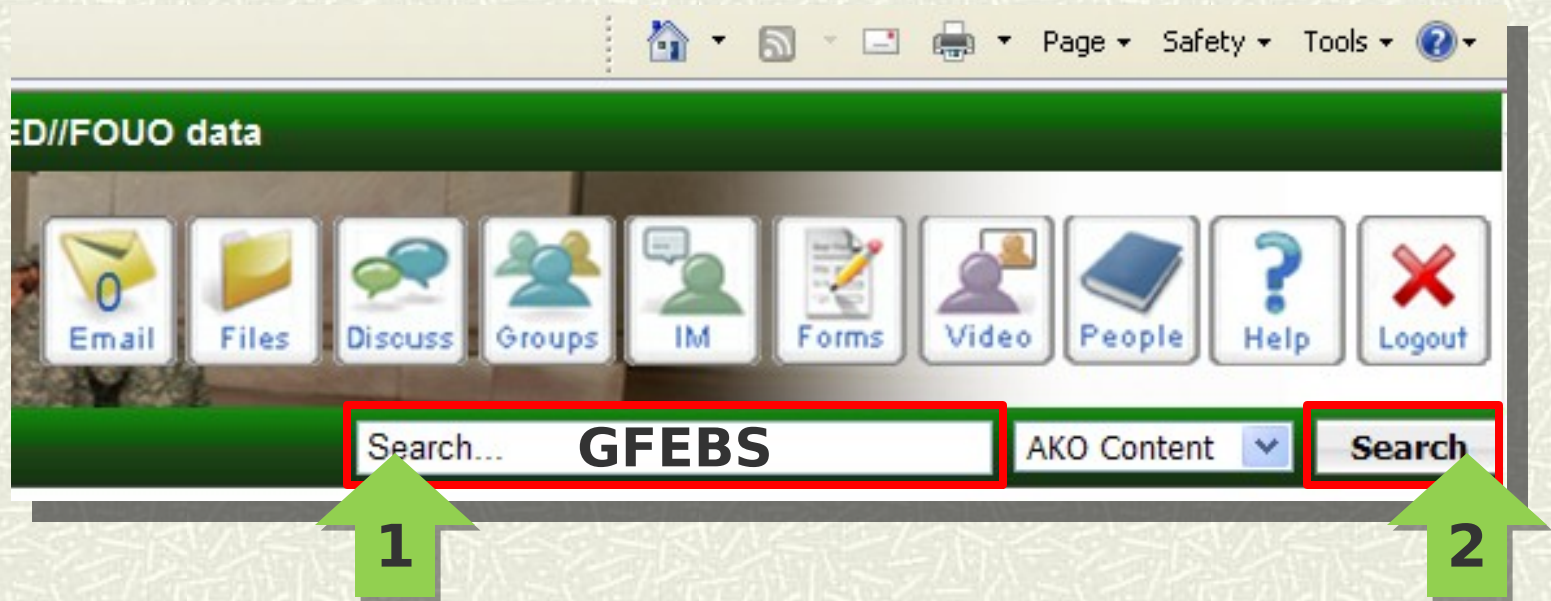 Page Safety Tools
ED//FOUO data
0
Email Files Discuss Groups IM Forms Video People Help Logout
Search... GFEBS AKO Content Search
1 2